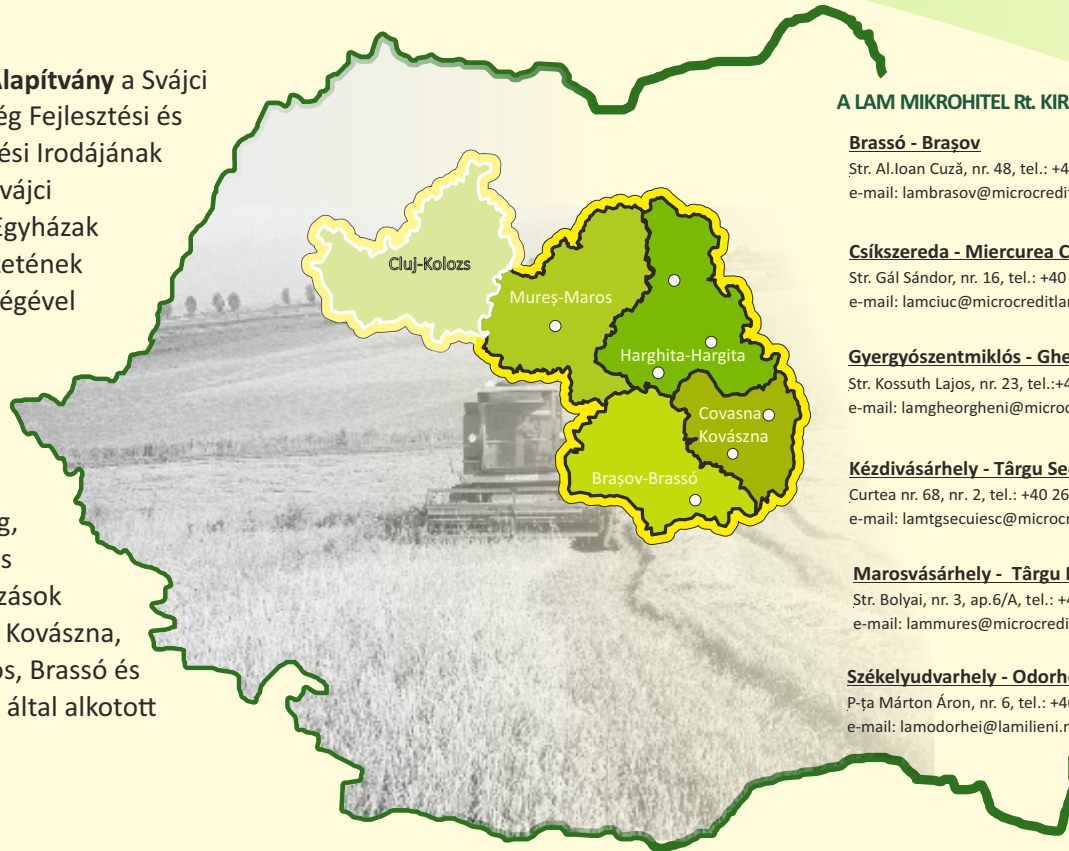 Alapítvány a Svájci
ég Fejlesztési és
ési Irodájának
vájci
Egyházak
etének
égével
g,
s
zások
Kovászna,
os, Brassó és
által alkotott
Cluj-Kolozs
Mureș-Maros
Harghita-Hargita
Covasna
Kovászna
Brașov-Brassó
A LAM MIKROHITEL Rt. KIR
Brassó - Brașov
Str. Al.Ioan Cuză, nr. 48, tel.: +4
e-mail: lambrasov@microcredit
Csíkszereda - Miercurea C
Str. Gál Sándor, nr. 16, tel.: +40
e-mail: lamciuc@microcreditla
Gyergyószentmiklós - Ghe
Str. Kossuth Lajos, nr. 23, tel.:+4
e-mail: lamgheorgheni@microc
Kézdivásárhely - Târgu Se
Curtea nr. 68, nr. 2, tel.: +40 26
e-mail: lamtgsecuiesc@microcr
Marosvásárhely - Târgu
Str. Bolyai, nr. 3, ap.6/A, tel.: +4
e-mail: lammures@microcredi
Székelyudvarhely - Odorh
P-ța Márton Áron, nr. 6, tel.: +4
e-mail: lamodorhei@lamilieni.r